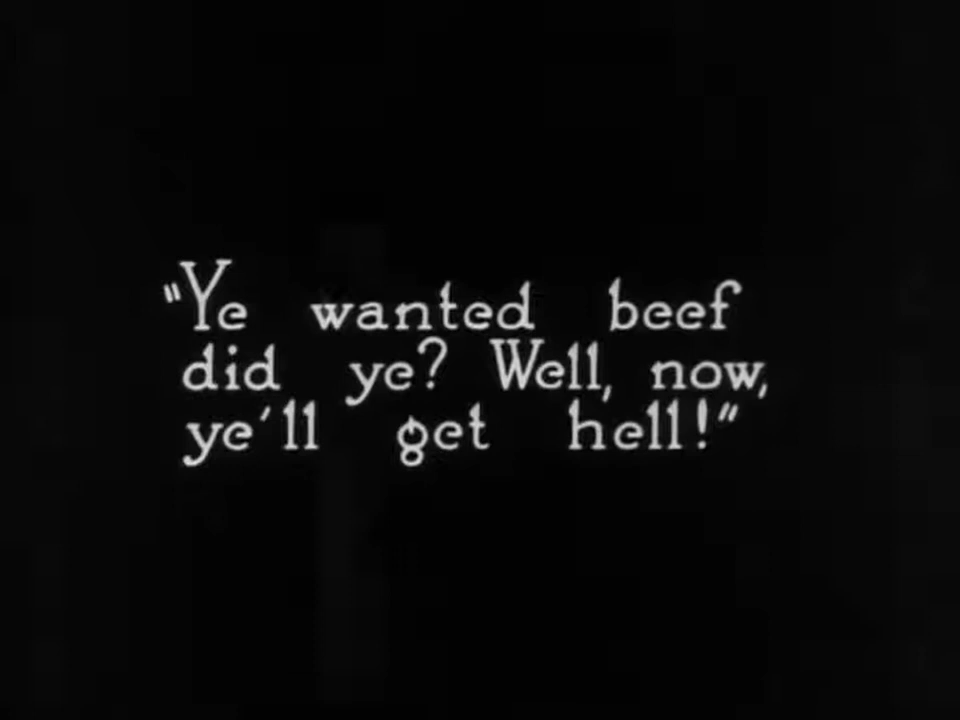 "Ye wanted beef
did ye? Well, now,
ye'll get hell!"